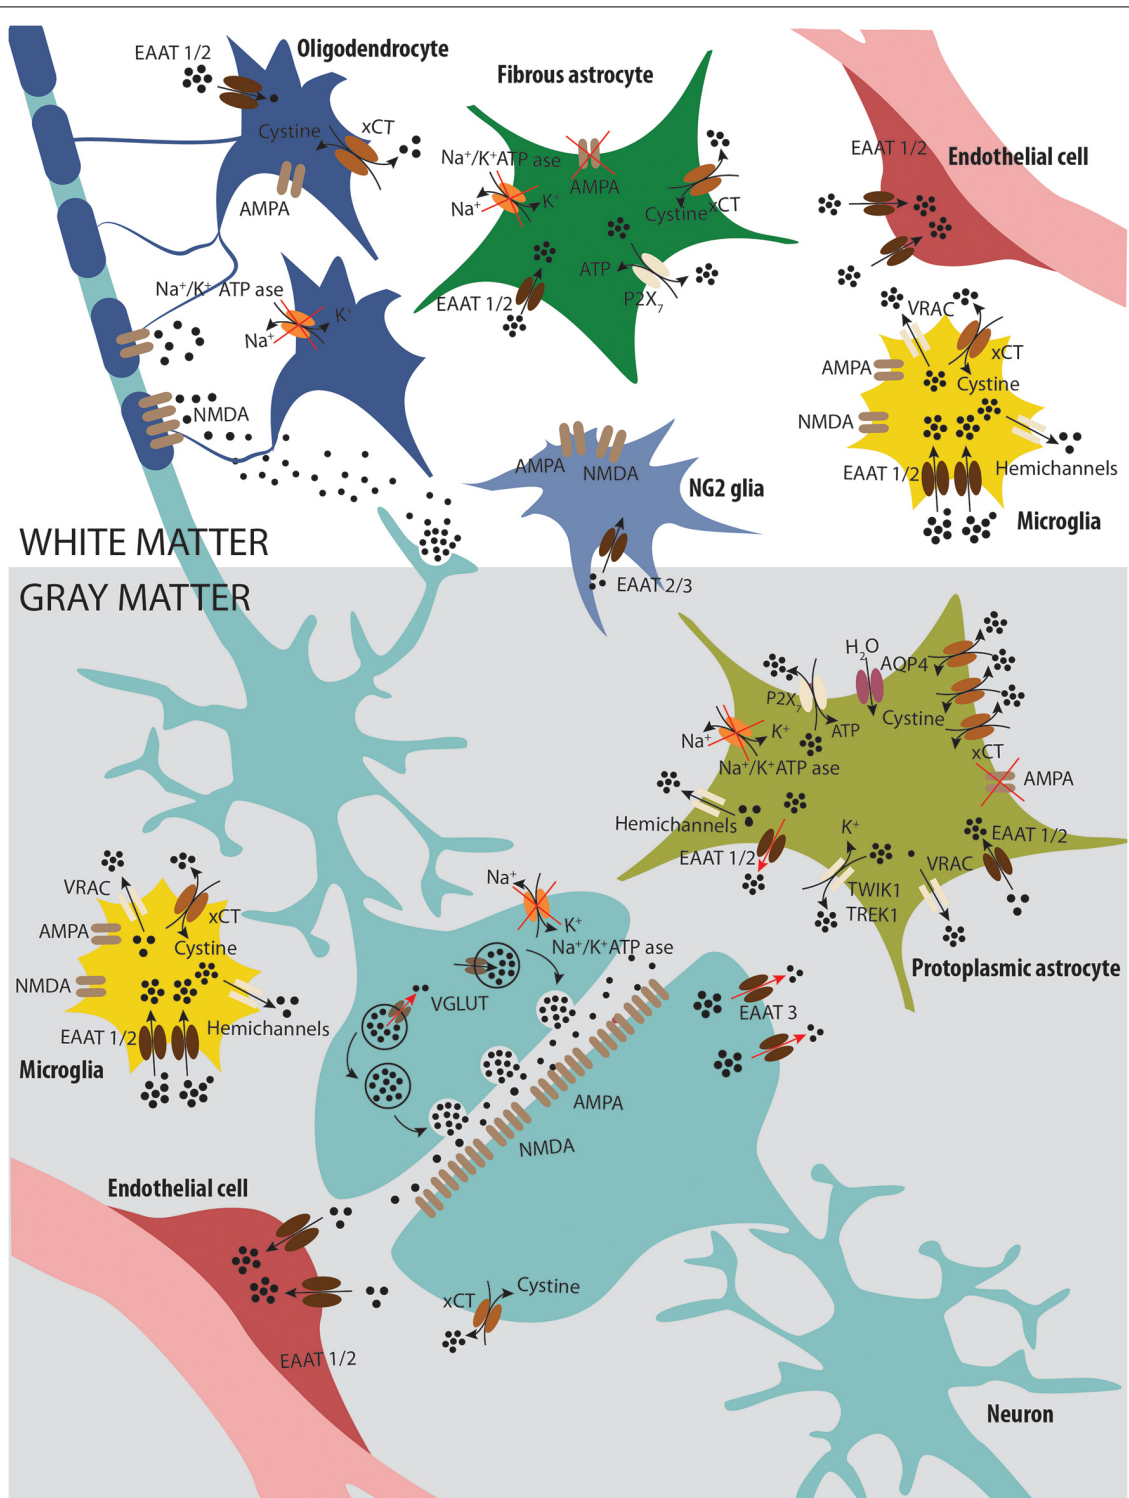 EAAT 1/2
Oligodendrocyte
Cystine
xCT
AMPA
Na⁺/K⁺ ATP ase
K⁺
Na⁺
NMDA
Fibrous astrocyte
Na⁺/K⁺ATP ase
AMPA
Na⁺
K⁺
Cystine
xCT
ATP
EAAT 1/2
P2X₇
EAAT 1/2
Endothelial cell
VRAC
xCT
AMPA
Cystine
NMDA
EAAT 1/2
Hemichannels
Microglia
AMPA
NMDA
NG2 glia
EAAT 2/3
WHITE MATTER
GRAY MATTER
H₂O
AQP4
P2X₇
Cystine
ATP
Na⁺
K⁺
xCT
Na⁺/K⁺ATP ase
AMPA
Hemichannels
K⁺
EAAT 1/2
EAAT 1/2
VRAC
TWIK1
TREK1
Protoplasmic astrocyte
VRAC
xCT
AMPA
Cystine
NMDA
Hemichannels
EAAT 1/2
Microglia
Na⁺
K⁺
Na⁺/K⁺ATP ase
VGLUT
EAAT 3
AMPA
NMDA
Endothelial cell
EAAT 1/2
xCT
Cystine
Neuron